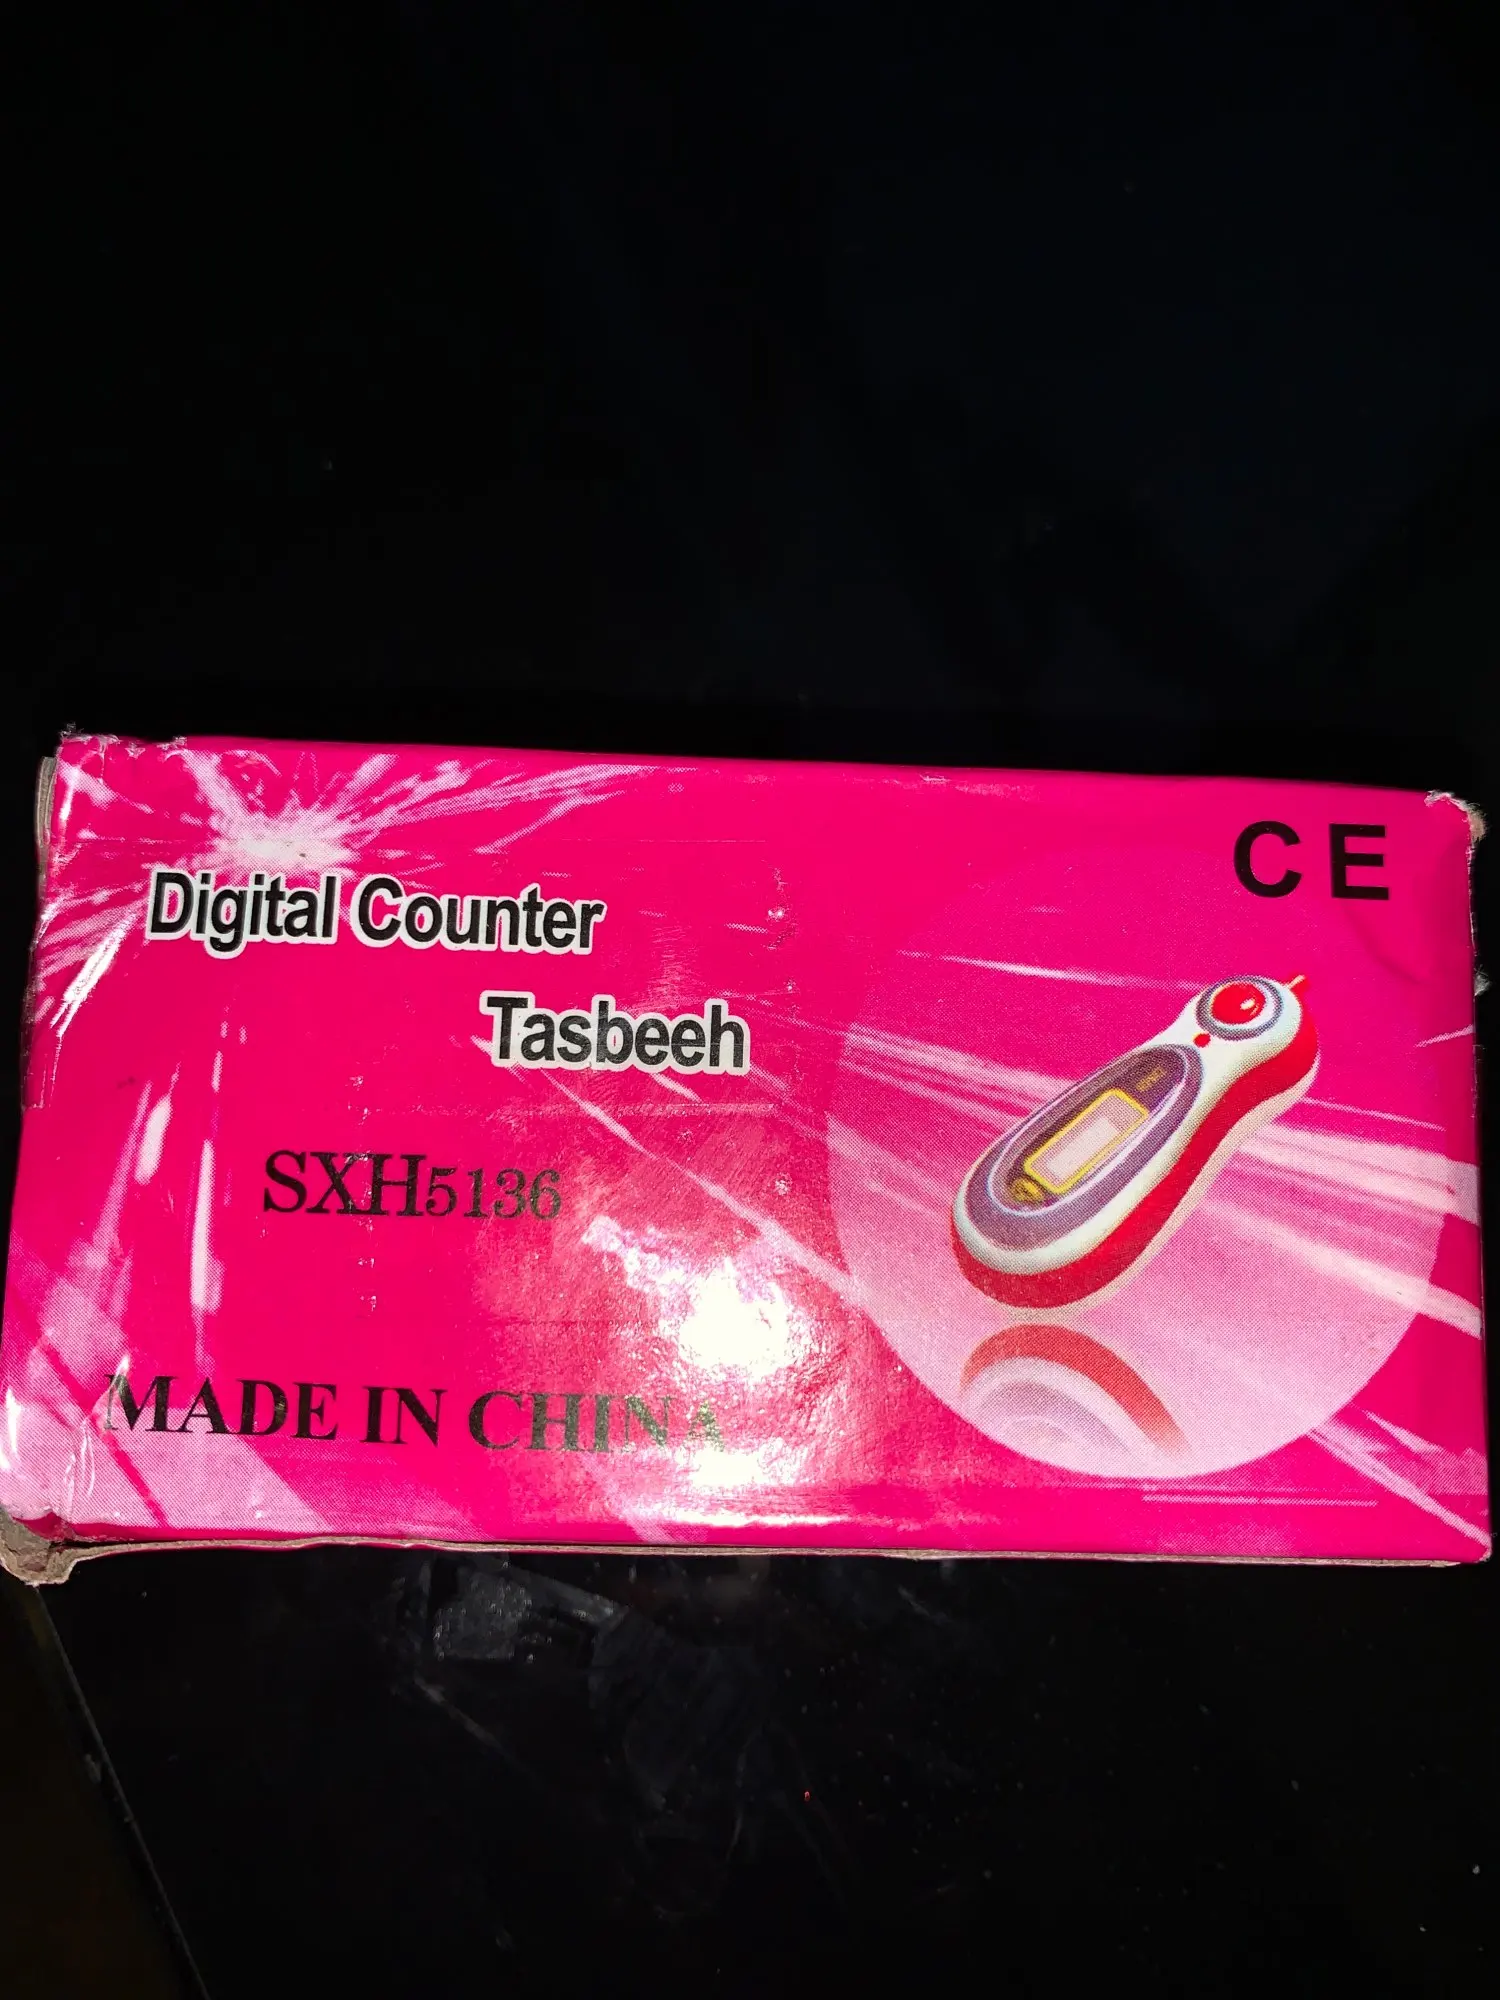 CE
Digital Counter
Tasbeeh
SXH5136
MADE IN CHINA